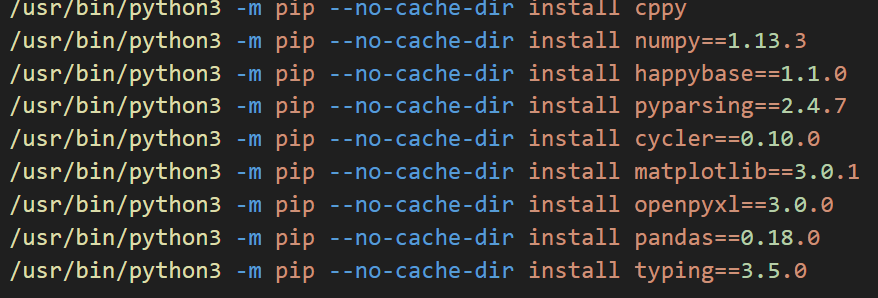 /usr/bin/python3 -m pip --no-cache-dir install cppy
/usr/bin/python3 -m pip --no-cache-dir install numpy==1.13.3
/usr/bin/python3 -m pip --no-cache-dir install happybase==1.1.0
/usr/bin/python3 -m pip --no-cache-dir install pyparsing==2.4.7
/usr/bin/python3 -m pip --no-cache-dir install cycler==0.10.0
/usr/bin/python3 -m pip --no-cache-dir install matplotlib==3.0.1
/usr/bin/python3 -m pip --no-cache-dir install openpyxl==3.0.0
/usr/bin/python3 -m pip --no-cache-dir install pandas==0.18.0
/usr/bin/python3 -m pip --no-cache-dir install typing==3.5.0